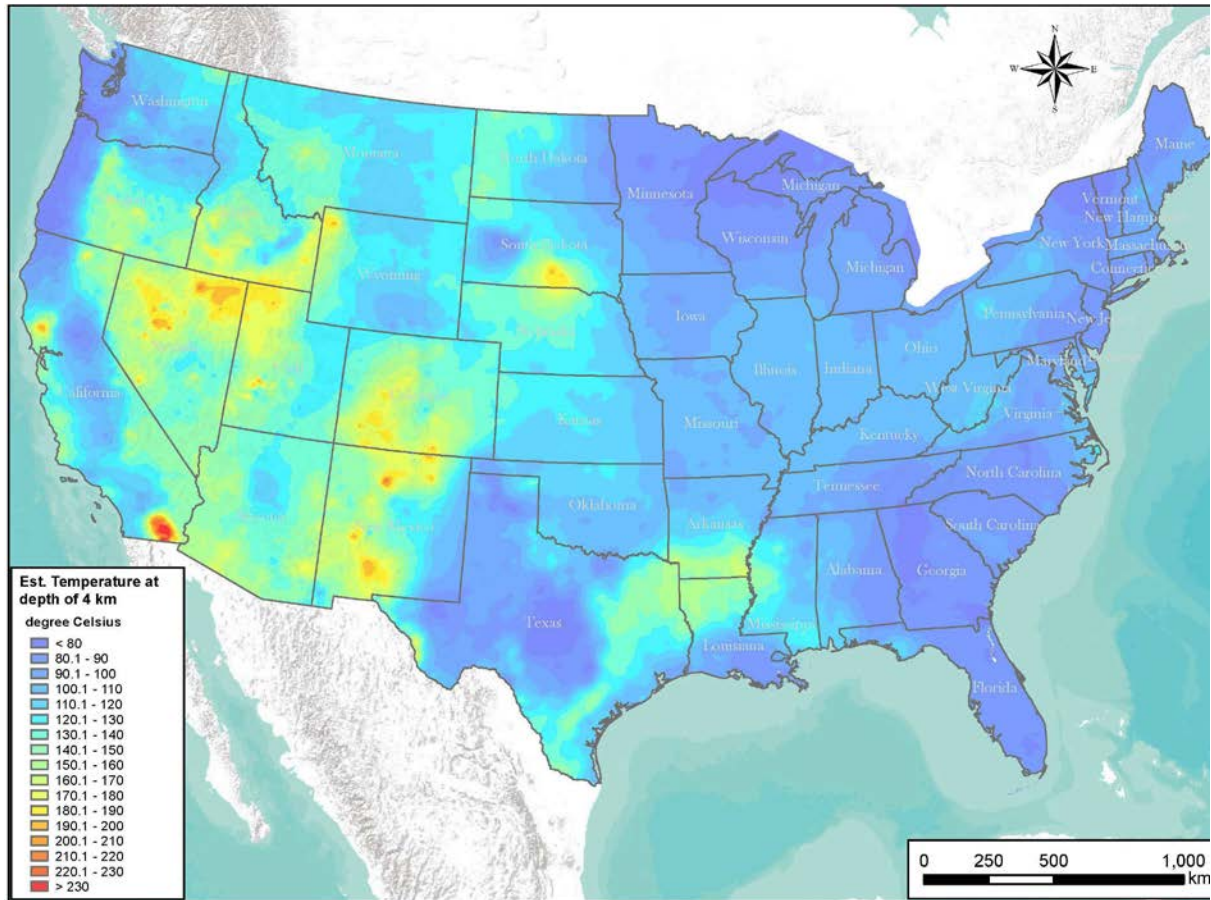 N
W
E
S
Washington
Montana
North Dakota
Minnesota
Michigan
Maine
Vermont
New Hampshire
South Dakota
Wisconsin
Michigan
New York
Massachusetts
Connecticut
Wyoming
Iowa
Pennsylvania
New Jersey
California
Illinois
Indiana
Ohio
Maryland
West Virginia
Virginia
Kansas
Missouri
Kentucky
North Carolina
Tennessee
Oklahoma
Arkansas
South Carolina
Alabama
Georgia
Texas
Mississippi
Louisiana
Florida
Est. Temperature at
depth of 4 km
degree Celsius
< 80
80.1 - 90
90.1 - 100
100.1 - 110
110.1 - 120
120.1 - 130
130.1 - 140
140.1 - 150
150.1 - 160
160.1 - 170
170.1 - 180
180.1 - 190
190.1 - 200
200.1 - 210
210.1 - 220
220.1 - 230
> 230
0 250 500 1,000
km